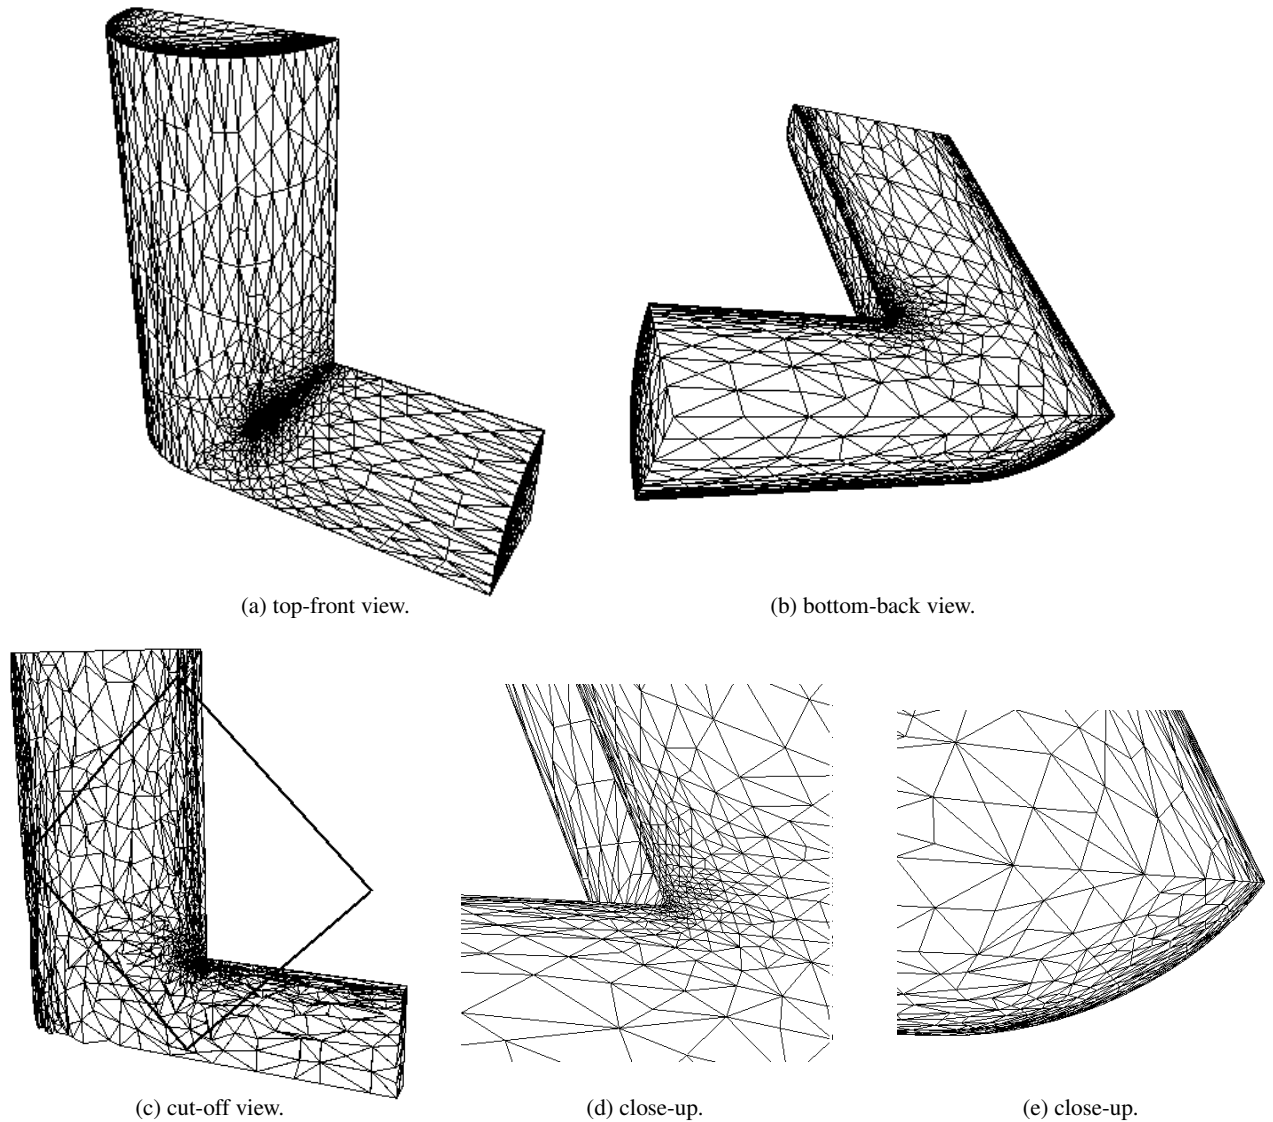 (a) top-front view.
(b) bottom-back view.
(c) cut-off view.
(d) close-up.
(e) close-up.